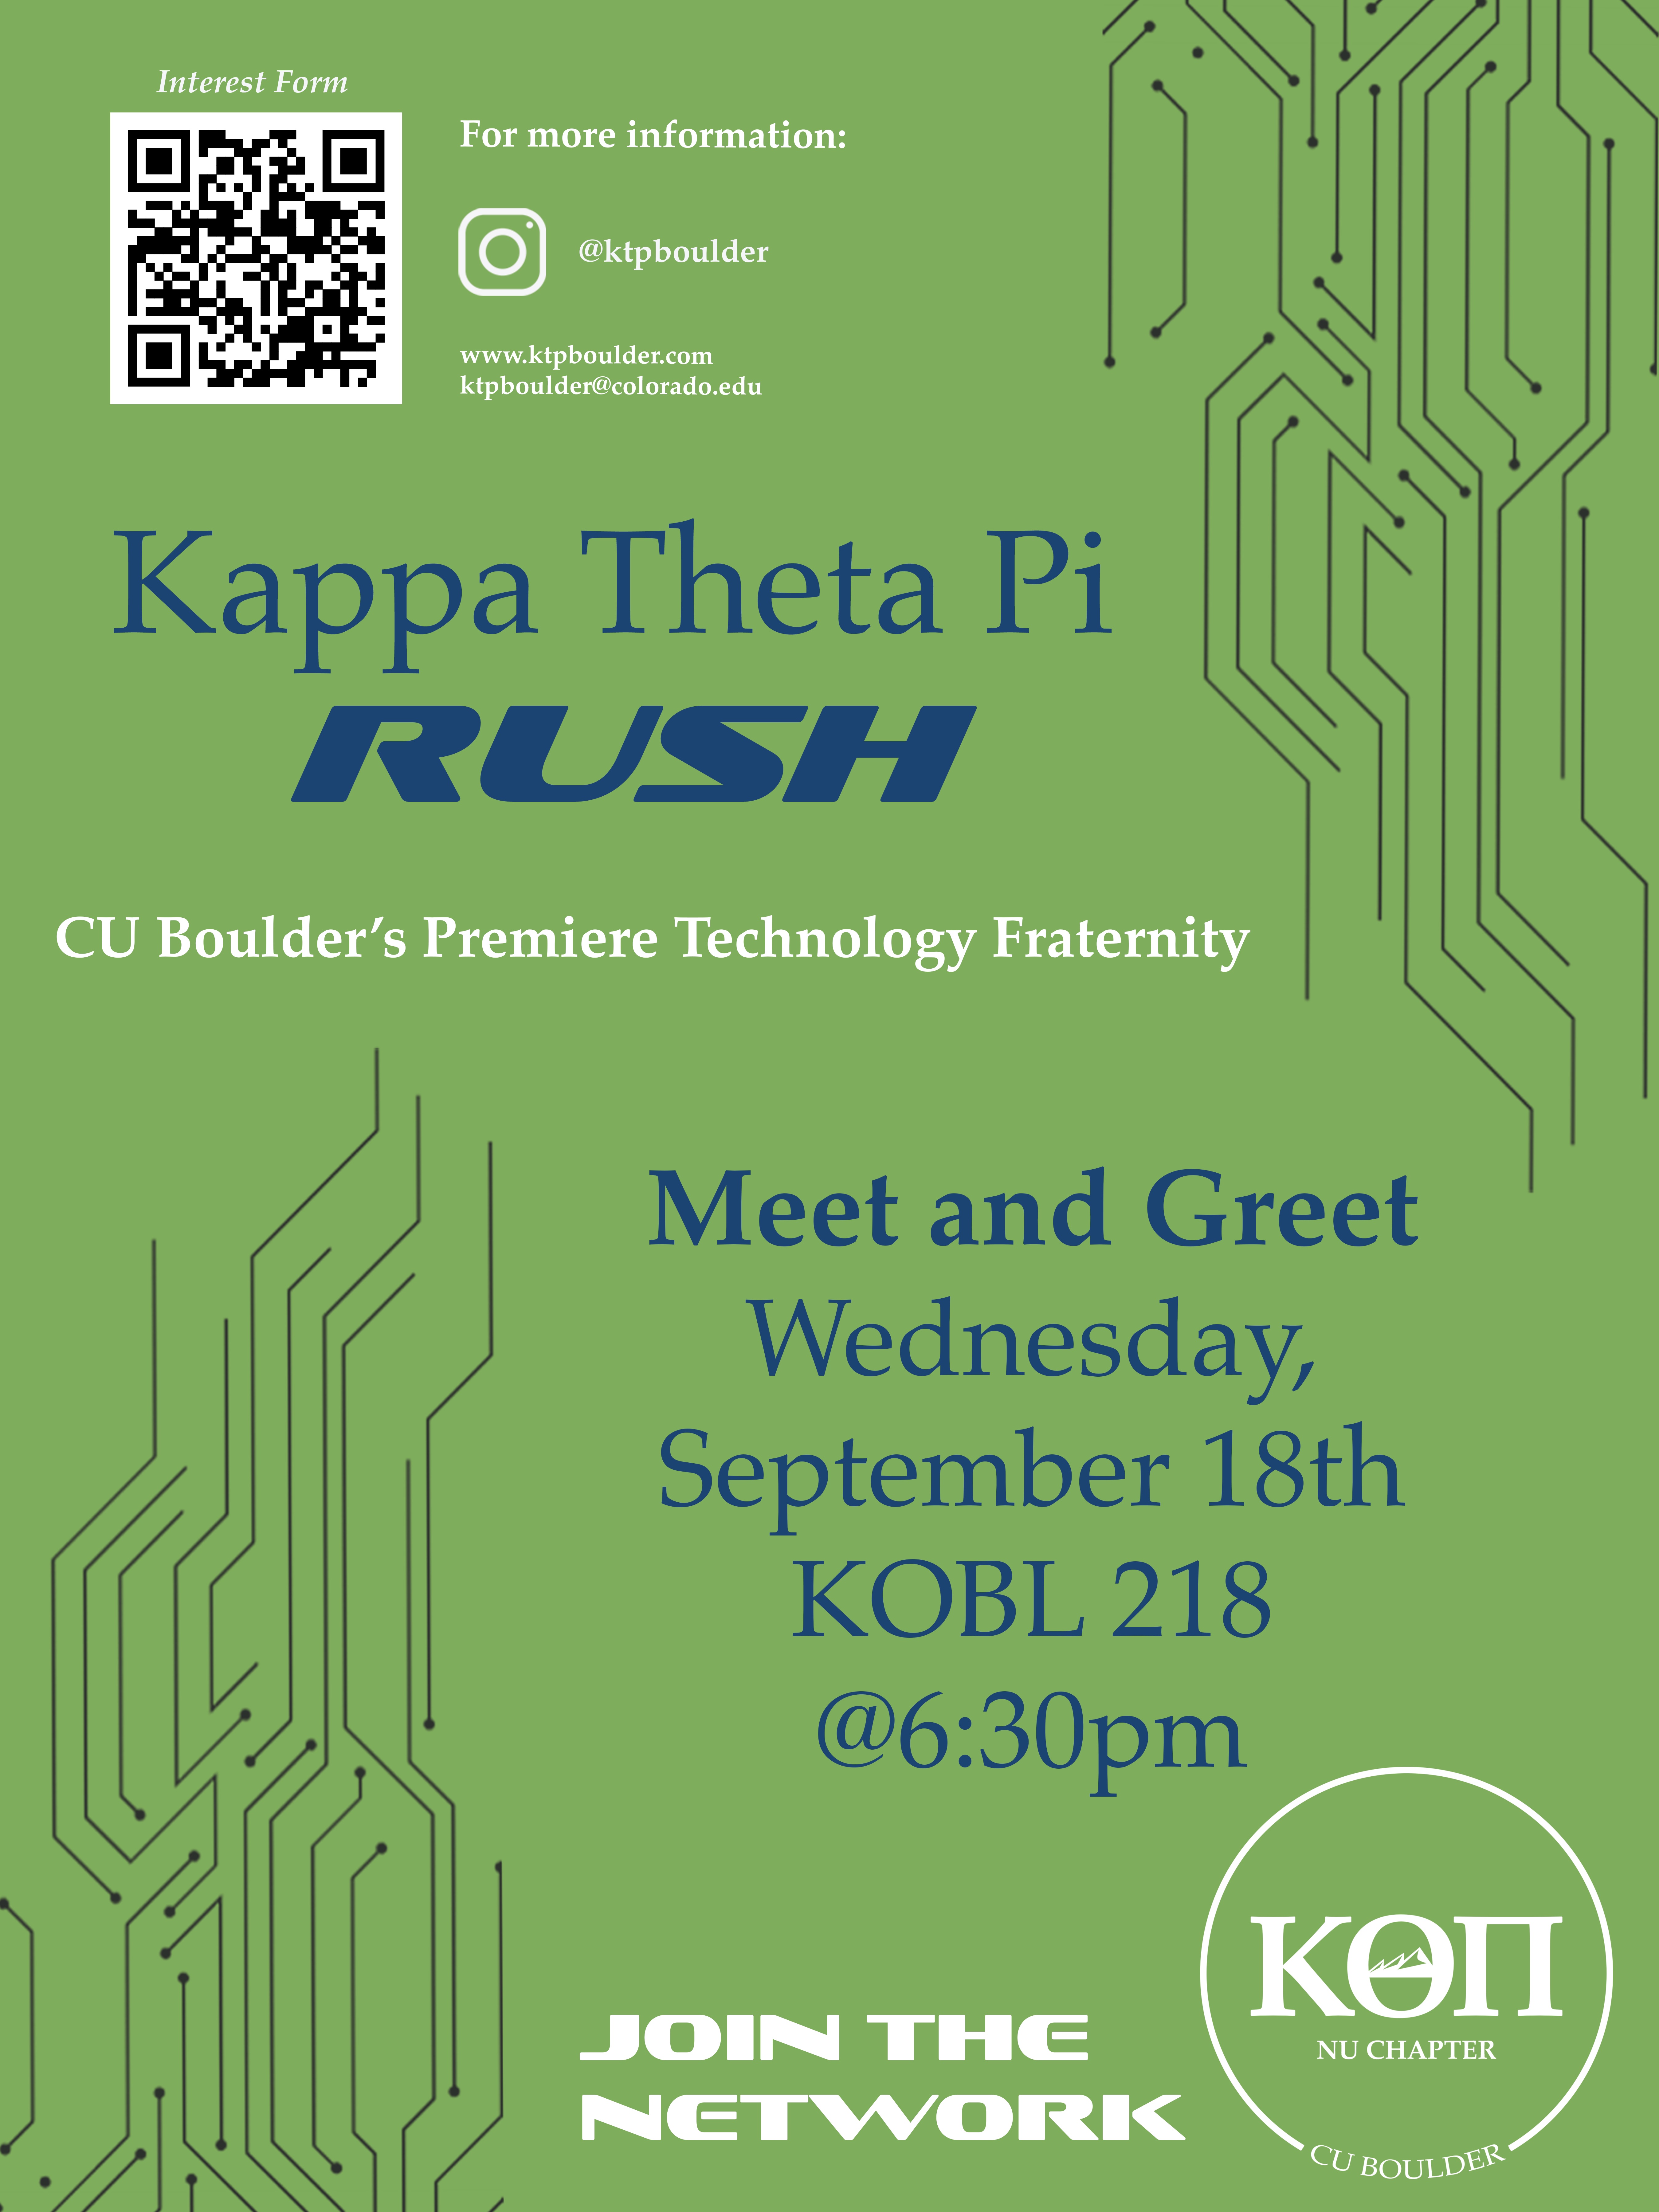 Interest Form
For more information:
@ktpboulder
www.ktpboulder.com
ktpboulder@colorado.edu
Kappa Theta Pi
RUSH
CU Boulder’s Premiere Technology Fraternity
Meet and Greet
Wednesday,
September 18th
KOBL 218
@6:30pm
JOIN THE
NETWORK
ΚΘΠ
NU CHAPTER
CU BOULDER